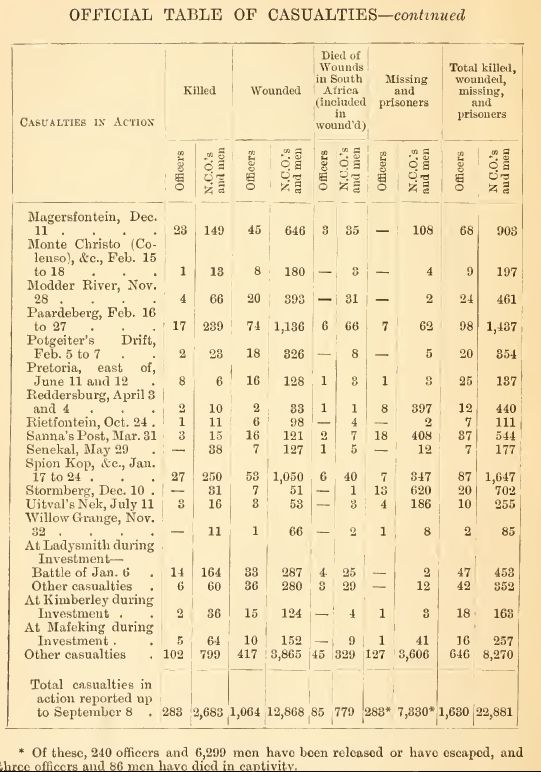 OFFICIAL TABLE OF CASUALTIES—continued
CASUALTIES IN ACTION
Killed
Wounded
Died of
Wounds
in South
Africa
(included
in
wound'd)
Missing
and
prisoners
Total killed,
wounded,
missing,
and
prisoners
Officers
N.C.O.'s
and men
Officers
N.C.O.'s
and men
Officers
N.C.O.'s
and men
Officers
N.C.O.'s
and men
Officers
N.C.O.'s
and men
Magersfontein, Dec.
11 . . . . 23 149 45 646 3 35 — 108 68 903
Monte Christo (Co-
lenso), &c., Feb. 15
to 18 . . . 1 13 8 180 — 3 — 4 9 197
Modder River, Nov.
28 . . . . 4 66 20 393 — 31 — 2 24 461
Paardeberg, Feb. 16
to 27 . . . 17 239 74 1,136 6 66 7 62 98 1,437
Potgeiter's Drift,
Feb. 5 to 7 . . 2 23 18 326 — 8 — 5 20 354
Pretoria, east of,
June 11 and 12 . 8 6 16 128 1 3 1 3 25 137
Reddersburg, April 3
and 4 . . . 2 10 2 33 1 1 8 397 12 440
Rietfontein, Oct. 24 . 1 11 6 98 — 4 — 2 7 111
Sanna's Post, Mar. 31 3 15 16 121 2 7 18 408 37 544
Senekal, May 29 . — 38 7 127 1 5 — 12 7 177
Spion Kop, &c., Jan.
17 to 24 . . . 27 250 53 1,050 6 40 7 347 87 1,647
Stormberg, Dec. 10 . — 31 7 51 — 1 13 620 20 702
Uitval's Nek, July 11 3 16 3 53 — 3 4 186 10 255
Willow Grange, Nov.
32 . . . . — 11 1 66 — 2 1 8 2 85
At Ladysmith during
Investment—
Battle of Jan. 6 . 14 164 33 287 4 25 — 2 47 453
Other casualties . 6 60 36 280 3 29 — 12 42 352
At Kimberley during
Investment . . 2 36 15 124 — 4 1 3 18 163
At Mafeking during
Investment . . 5 64 10 152 — 9 1 41 16 257
Other casualties . 102 799 417 3,865 45 329 127 3,606 646 8,270
Total casualties in
action reported up
to September 8 . 283 2,683 1,064 12,868 85 779 283* 7,330* 1,630 22,881
* Of these, 240 officers and 6,299 men have been released or have escaped, and
three officers and 86 men have died in captivity.